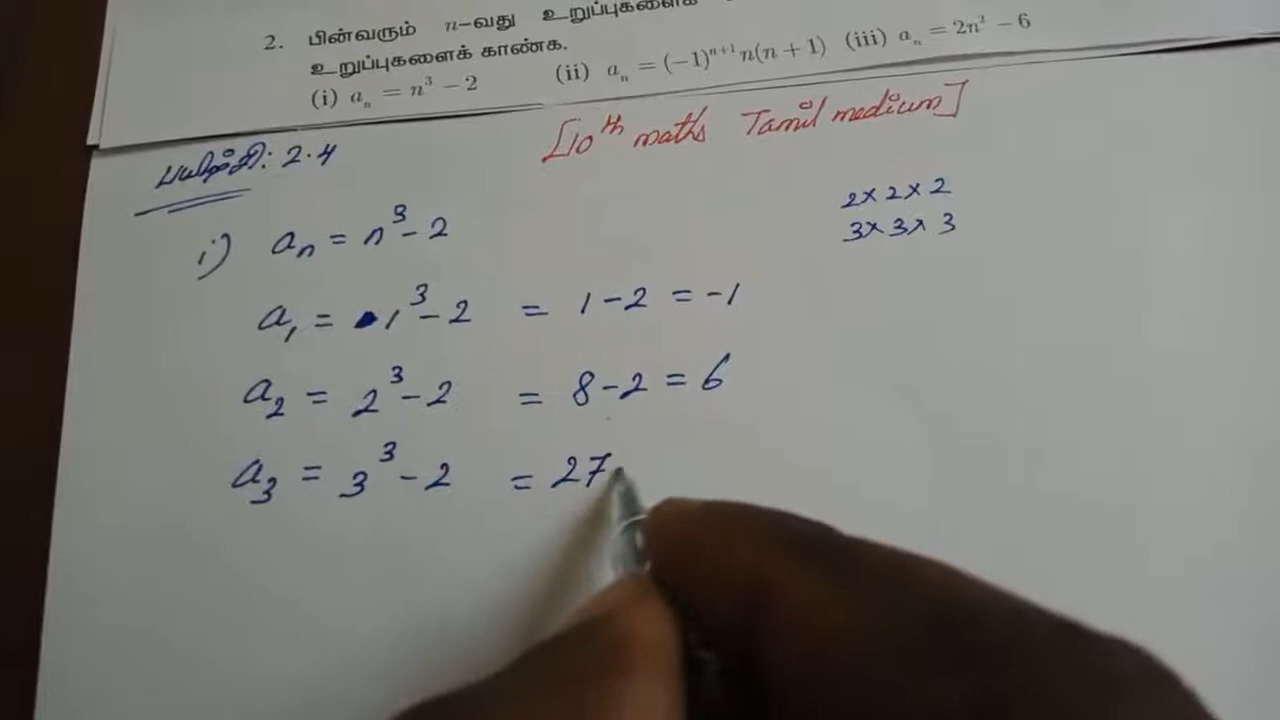 2. பின்வரும் n-வது உறுப்புகளைக்
உறுப்புகளைக் காண்க.
(i) aₙ = n³ − 2 (ii) aₙ = (−1)ⁿ⁺¹ n(n + 1) (iii) aₙ = 2n² − 6
[10th maths Tamil medium]
பயிற்சி: 2.4
2×2×2
3×3×3
i) aₙ = n³ − 2
a₁ = 1³ − 2 = 1 − 2 = −1
a₂ = 2³ − 2 = 8 − 2 = 6
a₃ = 3³ − 2 = 27